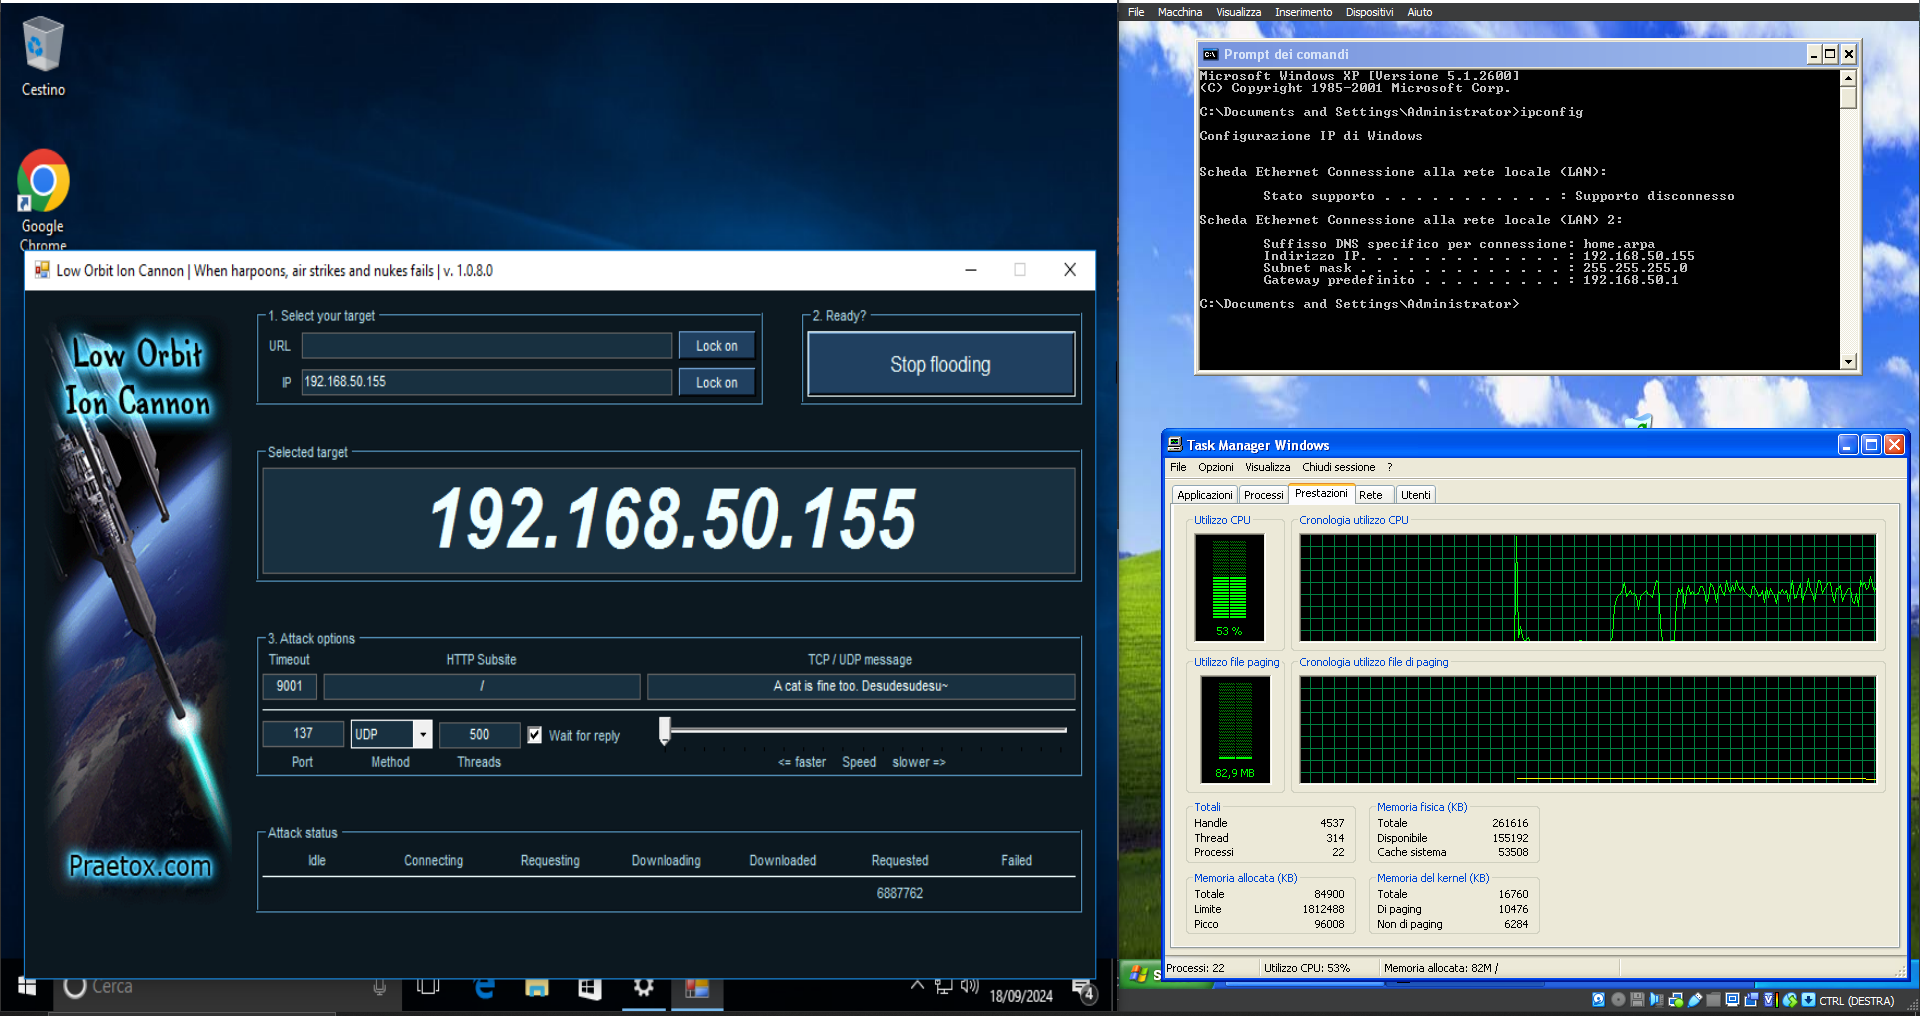 Cestino
Google
Chrome
Low Orbit Ion Cannon | When harpoons, air strikes and nukes fails | v. 1.0.8.0
Low Orbit
Ion Cannon
Praetox.com
1. Select your target
URL
Lock on
IP
192.168.50.155
Lock on
2. Ready?
Stop flooding
Selected target
192.168.50.155
3. Attack options
Timeout HTTP Subsite TCP / UDP message
9001 / A cat is fine too. Desudesudesu~
137 UDP 500 Wait for reply
Port Method Threads <= faster Speed slower =>
Attack status
Idle Connecting Requesting Downloading Downloaded Requested Failed
6887762
Cerca
18/09/2024
4
File Macchina Visualizza Inserimento Dispositivi Aiuto
Prompt dei comandi
Microsoft Windows XP [Versione 5.1.2600]
(C) Copyright 1985-2001 Microsoft Corp.
C:\Documents and Settings\Administrator>ipconfig
Configurazione IP di Windows
Scheda Ethernet Connessione alla rete locale (LAN):
Stato supporto . . . . . . . . . . . : Supporto disconnesso
Scheda Ethernet Connessione alla rete locale (LAN) 2:
Suffisso DNS specifico per connessione: home.arpa
Indirizzo IP. . . . . . . . . . . . . : 192.168.50.155
Subnet mask . . . . . . . . . . . . . : 255.255.255.0
Gateway predefinito . . . . . . . . . : 192.168.50.1
C:\Documents and Settings\Administrator>
Task Manager Windows
File Opzioni Visualizza Chiudi sessione ?
Applicazioni Processi Prestazioni Rete Utenti
Utilizzo CPU Cronologia utilizzo CPU
53 %
Utilizzo file paging Cronologia utilizzo file di paging
82,9 MB
Totali
Handle 4537
Thread 314
Processi 22
Memoria fisica (KB)
Totale 261616
Disponibile 155192
Cache sistema 53508
Memoria allocata (KB)
Totale 84900
Limite 1812488
Picco 96008
Memoria del kernel (KB)
Totale 16760
Di paging 10476
Non di paging 6284
Processi: 22 Utilizzo CPU: 53% Memoria allocata: 82M /
CTRL (DESTRA)